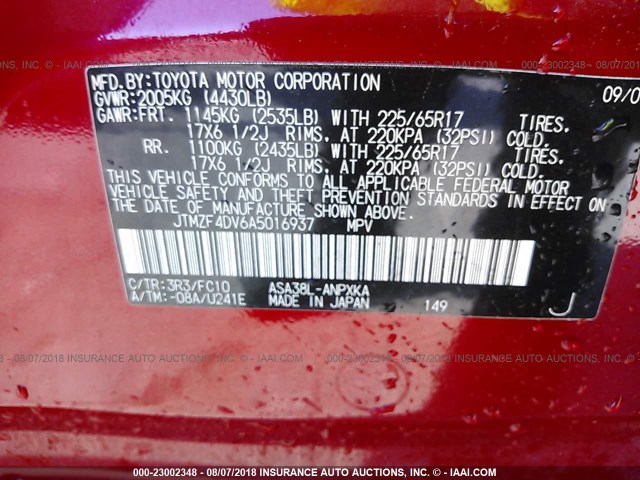 MFD.BY:TOYOTA MOTOR CORPORATION 09/0
GVWR:2005KG (4430LB)
GAWR:FRT. 1145KG (2535LB) WITH 225/65R17 TIRES,
17X6 1/2J RIMS, AT 220KPA (32PSI) COLD.
RR. 1100KG (2435LB) WITH 225/65R17 TIRES,
17X6 1/2J RIMS, AT 220KPA (32PSI) COLD.
THIS VEHICLE CONFORMS TO ALL APPLICABLE FEDERAL MOTOR
VEHICLE SAFETY AND THEFT PREVENTION STANDARDS IN EFFECT ON
THE DATE OF MANUFACTURE SHOWN ABOVE.
JTMZF4DV6A5016937 MPV
C/TR:3R3/FC10 ASA38L-ANPXKA
A/TM:-08A/U241E MADE IN JAPAN 149 J
000-23002348 - 08/07/2018 Insurance Auto Auctions, Inc. - © IAAI.COM